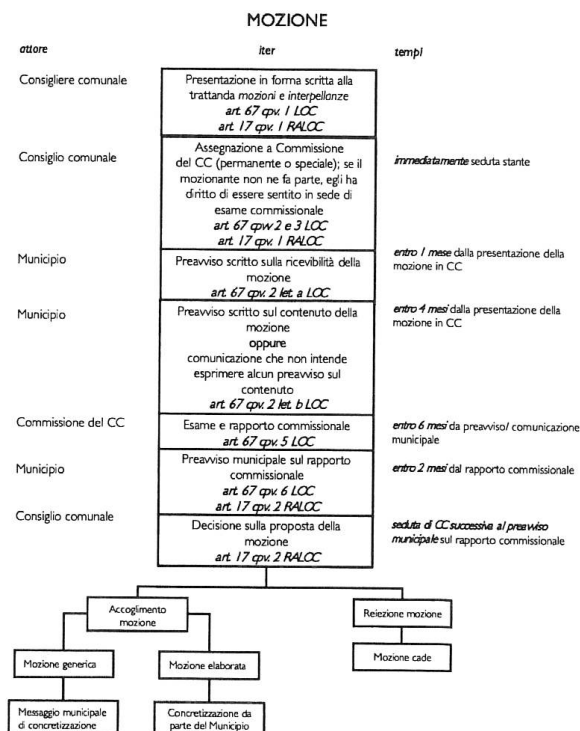 MOZIONE
attore iter tempi
Consigliere comunale
Presentazione in forma scritta alla
trattanda mozioni e interpellanze
art. 67 cpv. 1 LOC
art. 17 cpv. 1 RALOC
Consiglio comunale
Assegnazione a Commissione
del CC (permanente o speciale); se il
mozionante non ne fa parte, egli ha
diritto di essere sentito in sede di
esame commissionale
art. 67 cpv 2 e 3 LOC
art. 17 cpv. 1 RALOC
immediatamente seduta stante
Municipio
Preavviso scritto sulla ricevibilità della
mozione
art. 67 cpv. 2 let. a LOC
entro 1 mese dalla presentazione della
mozione in CC
Municipio
Preavviso scritto sul contenuto della
mozione
oppure
comunicazione che non intende
esprimere alcun preavviso sul
contenuto
art. 67 cpv. 2 let. b LOC
entro 4 mesi dalla presentazione della
mozione in CC
Commissione del CC
Esame e rapporto commissionale
art. 67 cpv. 5 LOC
entro 6 mesi da preavviso/ comunicazione
municipale
Municipio
Preavviso municipale sul rapporto
commissionale
art. 67 cpv. 6 LOC
art. 17 cpv. 2 RALOC
entro 2 mesi dal rapporto commissionale
Consiglio comunale
Decisione sulla proposta della
mozione
art. 17 cpv. 2 RALOC
seduta di CC successiva al preavviso
municipale sul rapporto commissionale
Accoglimento
mozione
Reiezione mozione
Mozione generica
Mozione elaborata
Mozione cade
Messaggio municipale
di concretizzazione
Concretizzazione da
parte del Municipio